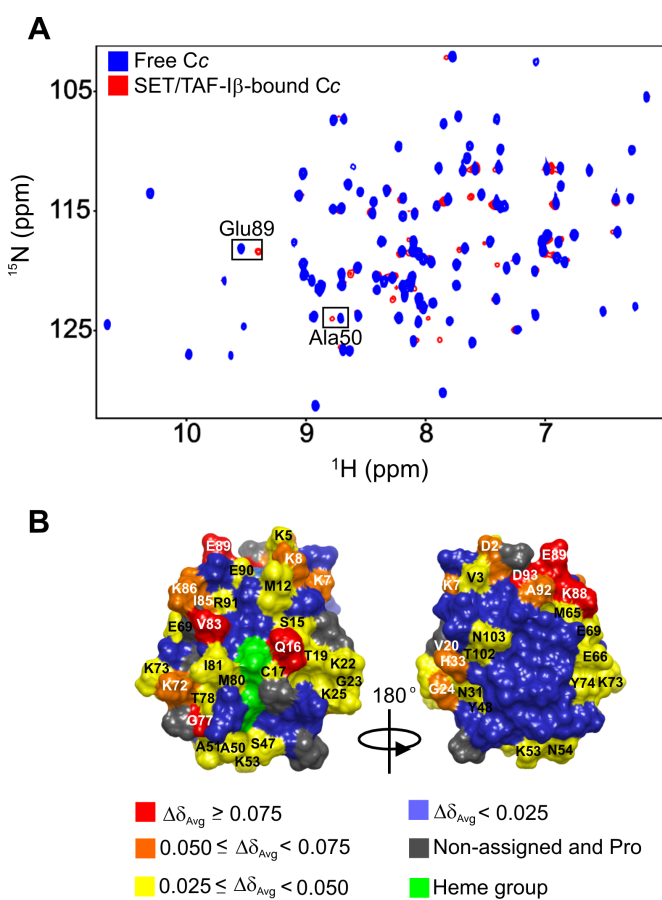 A
Free Cc
SET/TAF-Iβ-bound Cc
105
115
125
¹⁵N (ppm)
Glu89
Ala50
10 9 8 7
¹H (ppm)
B
K5
E89
K8
E90
K7
M12
K86
I85
R91
S15
V83
E69
Q16
T19
I81
K22
K73
C17
G23
M80
K72
K25
T78
G77
S47
A51
A50
K53
180°
D2
E89
V3
D93
K7
A92
K88
M65
N103
E69
V20
T102
H33
E66
G24
Y74
K73
N31
Y48
K53
N54
Δδ_Avg ≥ 0.075
0.050 ≤ Δδ_Avg < 0.075
0.025 ≤ Δδ_Avg < 0.050
Δδ_Avg < 0.025
Non-assigned and Pro
Heme group